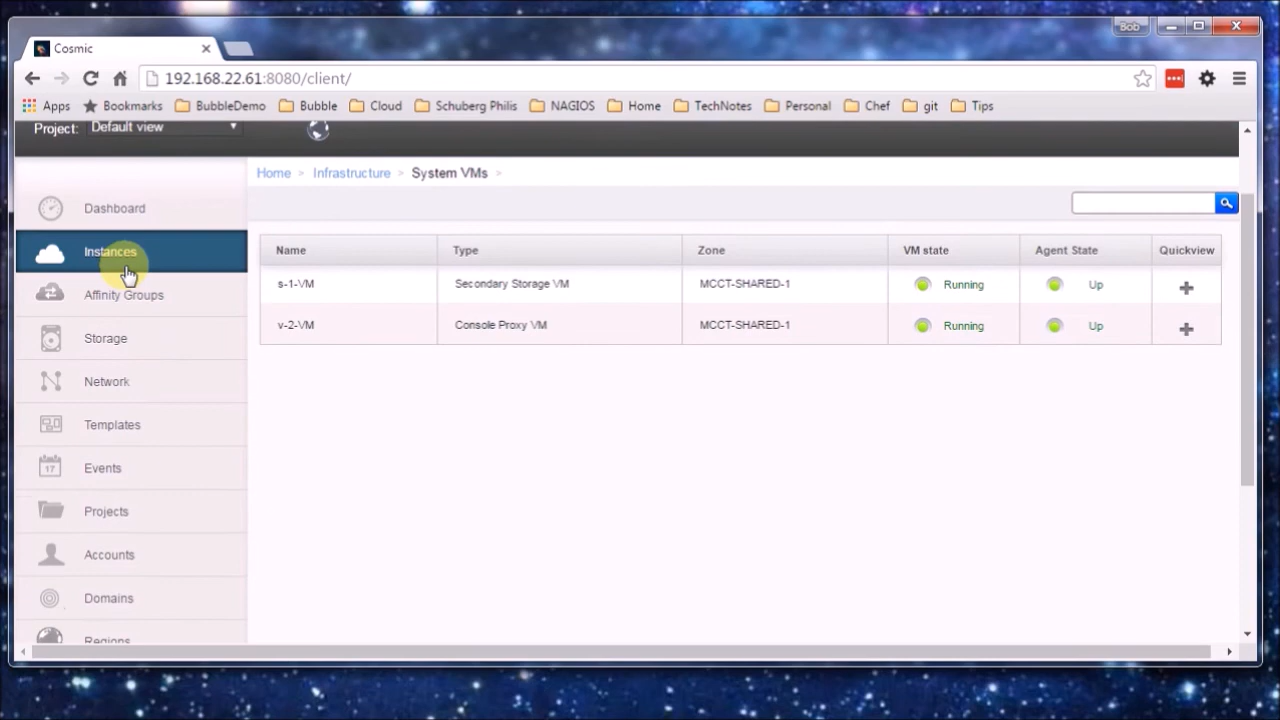 Bob
Cosmic
192.168.22.61:8080/client/
Apps Bookmarks BubbleDemo Bubble Cloud Schuberg Philis NAGIOS Home TechNotes Personal Chef git Tips
Project: Default view
Home > Infrastructure > System VMs >
Dashboard
Instances
Affinity Groups
Storage
Network
Templates
17 Events
Projects
Accounts
Domains
Regions
Name Type Zone VM state Agent State Quickview
s-1-VM Secondary Storage VM MCCT-SHARED-1 Running Up
v-2-VM Console Proxy VM MCCT-SHARED-1 Running Up